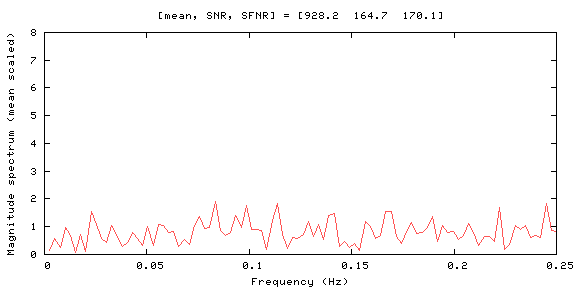 [mean, SNR, SFNR] = [928.2  164.7  170.1]
Magnitude spectrum (mean scaled)
8
7
6
5
4
3
2
1
0
0 0.05 0.1 0.15 0.2 0.25
Frequency (Hz)